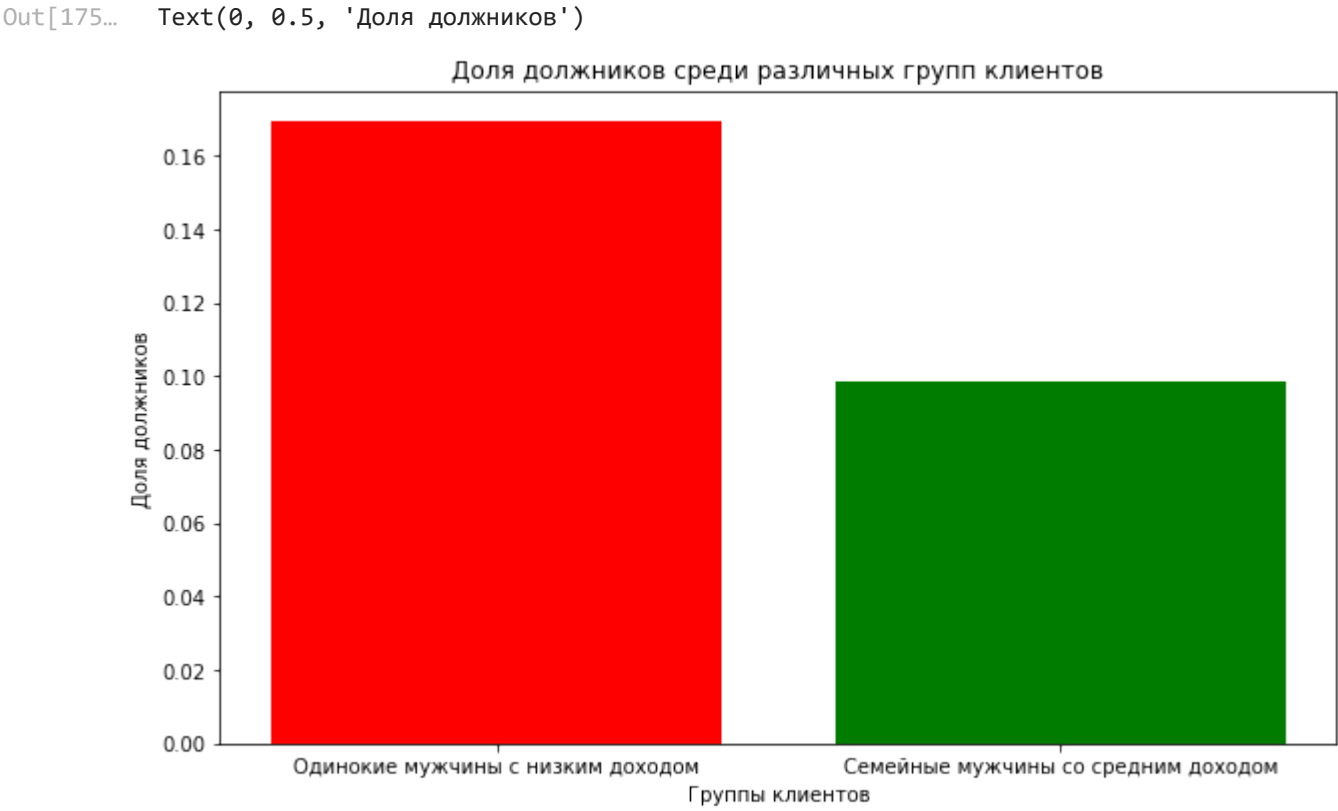 Out[175… Text(0, 0.5, 'Доля должников')
Доля должников среди различных групп клиентов
0.16
0.14
0.12
0.10
0.08
0.06
0.04
0.02
0.00
Доля должников
Одинокие мужчины с низким доходом Семейные мужчины со средним доходом
Группы клиентов